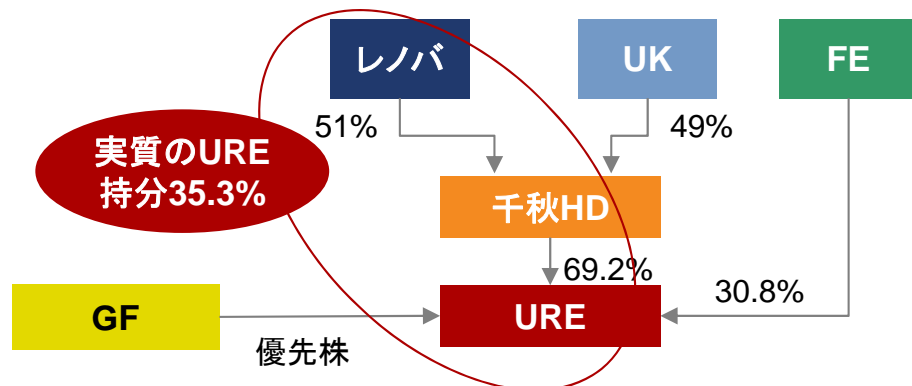 レノバ
UK
FE
51%
49%
実質のURE
持分35.3%
千秋HD
69.2%
30.8%
GF
URE
優先株